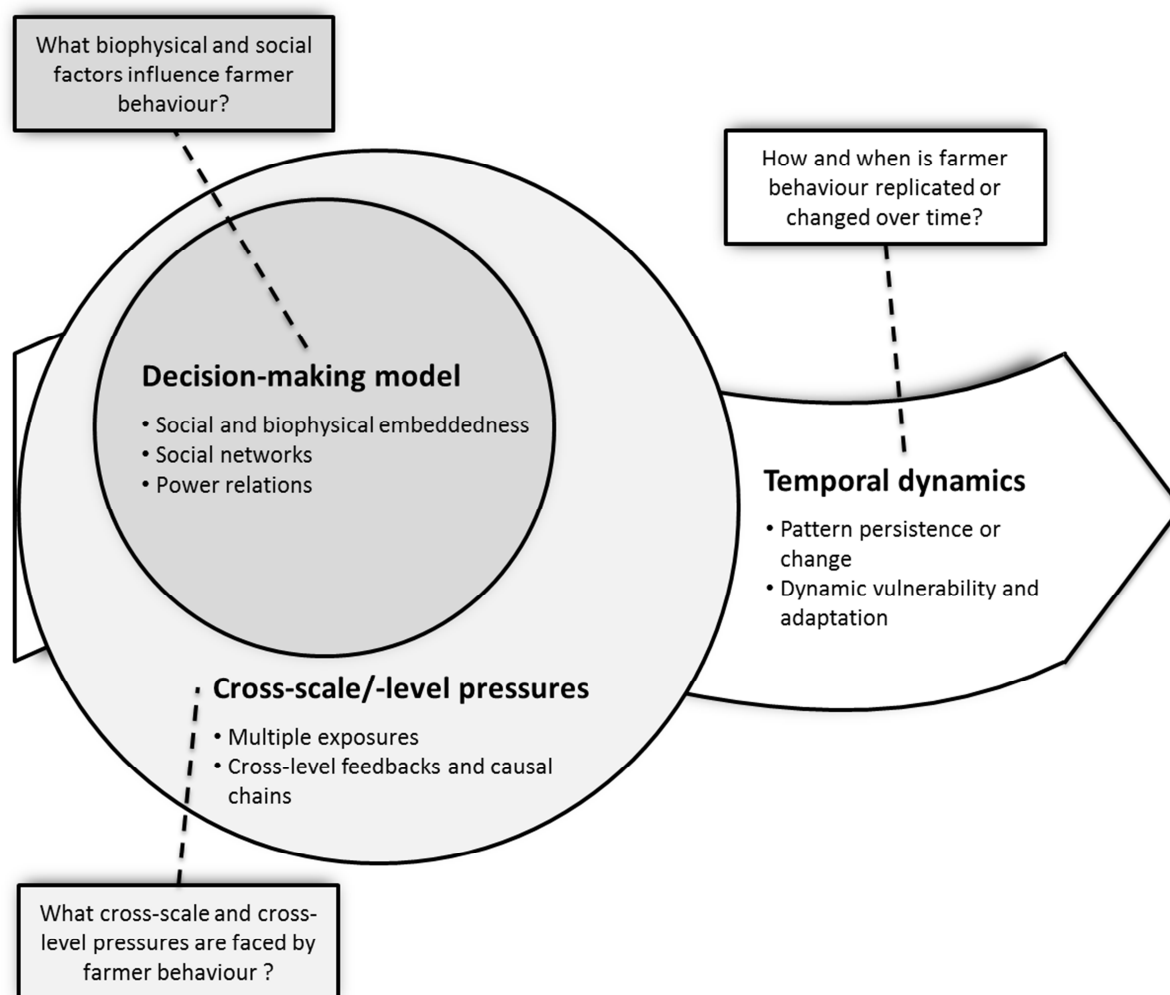 What biophysical and social
factors influence farmer
behaviour?
How and when is farmer
behaviour replicated or
changed over time?
Decision-making model
• Social and biophysical embeddedness
• Social networks
• Power relations
Temporal dynamics
• Pattern persistence or
change
• Dynamic vulnerability and
adaptation
Cross-scale/-level pressures
• Multiple exposures
• Cross-level feedbacks and causal
chains
What cross-scale and cross-
level pressures are faced by
farmer behaviour ?